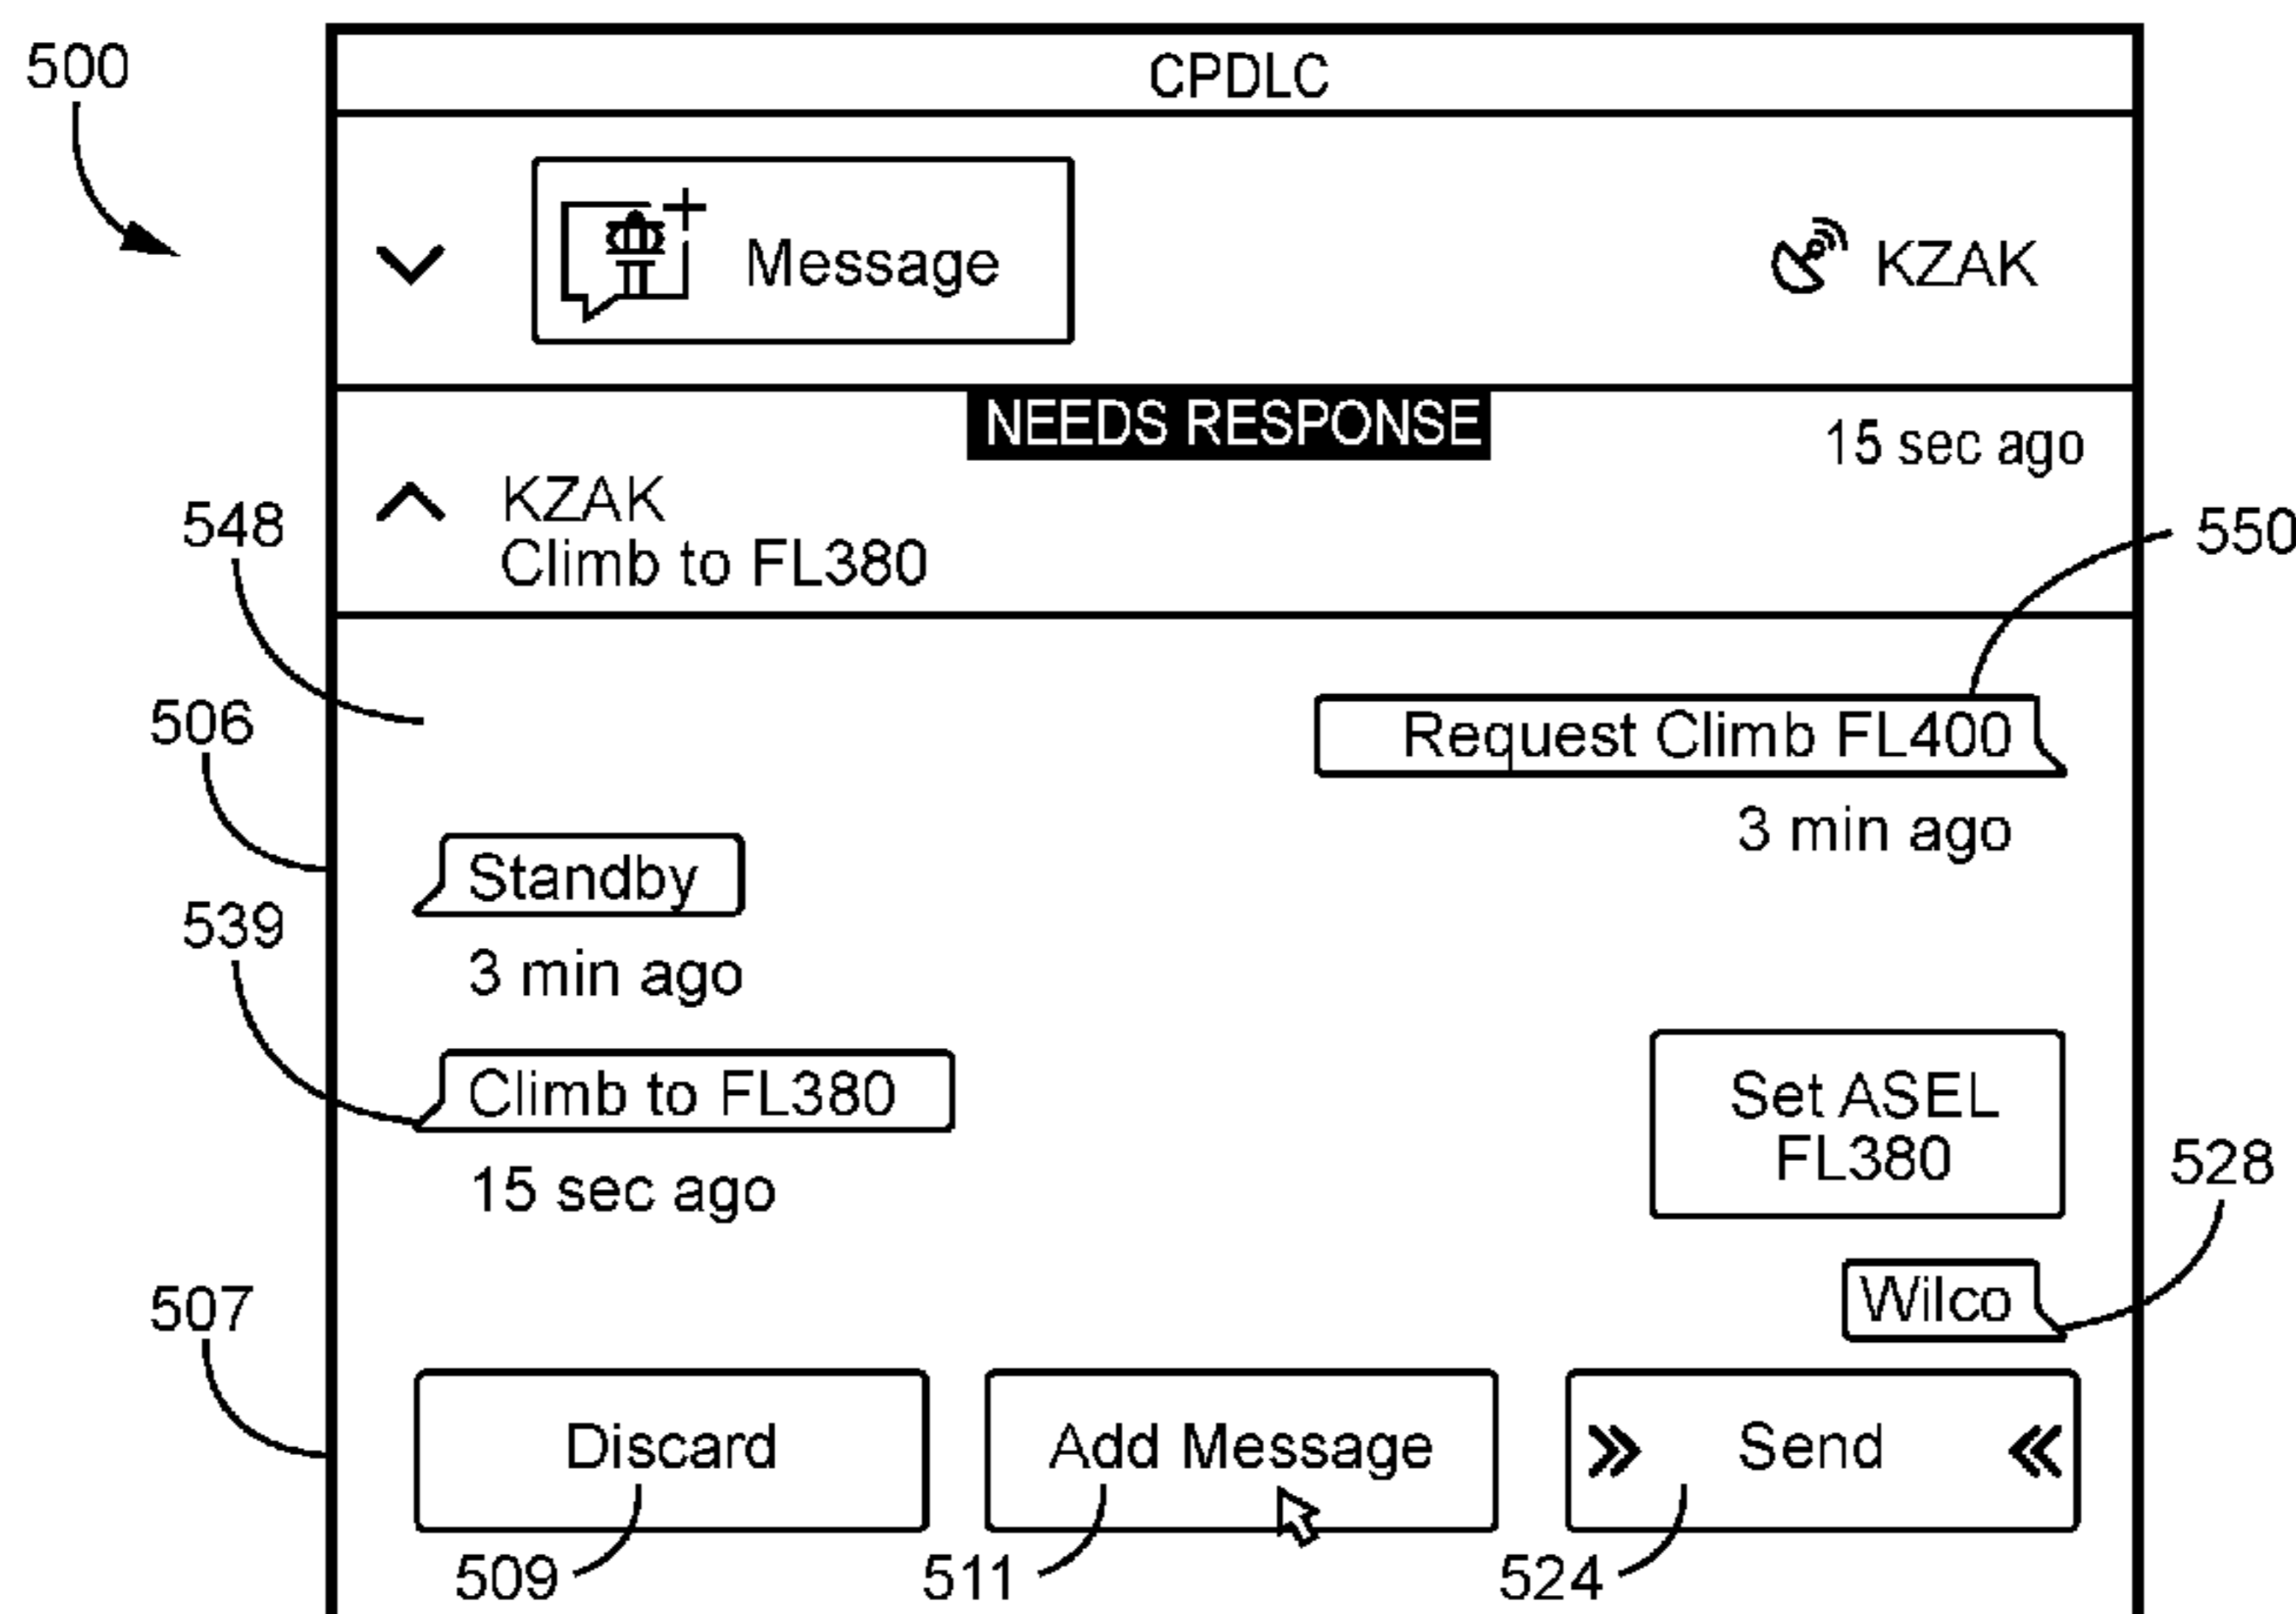 500
CPDLC
Message
KZAK
NEEDS RESPONSE
15 sec ago
KZAK
Climb to FL380
548
550
506
Request Climb FL400
3 min ago
Standby
539
3 min ago
Climb to FL380
Set ASEL
FL380
528
15 sec ago
507
Wilco
Discard
Add Message
Send
509
511
524